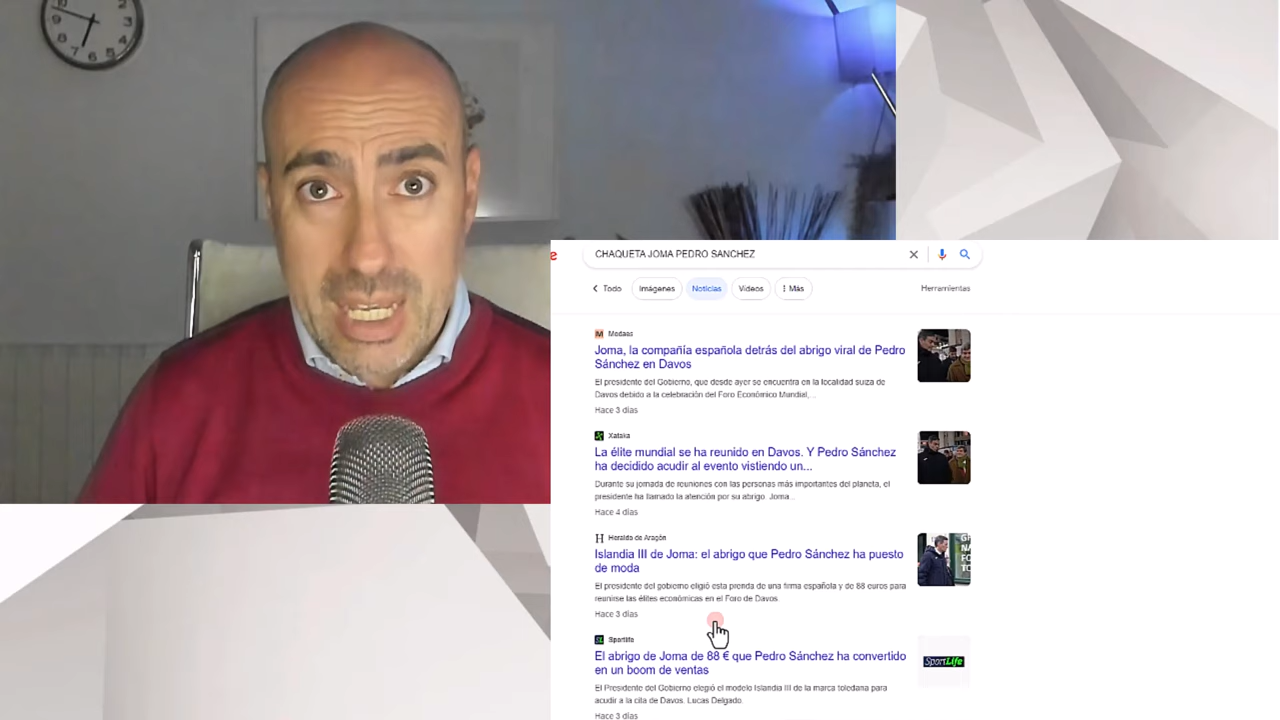 CHAQUETA JOMA PEDRO SANCHEZ
Todo
Imágenes
Noticias
Vídeos
Más
Herramientas
Modaes
Joma, la compañía española detrás del abrigo viral de Pedro
Sánchez en Davos
El presidente del Gobierno, que desde ayer se encuentra en la localidad suiza de
Davos debido a la celebración del Foro Económico Mundial, ...
Hace 3 días
Xataka
La élite mundial se ha reunido en Davos. Y Pedro Sánchez
ha decidido acudir al evento vistiendo un...
Durante su jornada de reuniones con las personas más importantes del planeta, el
presidente ha llamado la atención por su abrigo. Joma...
Hace 4 días
Heraldo de Aragón
Islandia III de Joma: el abrigo que Pedro Sánchez ha puesto
de moda
El presidente del gobierno eligió esta prenda de una firma española y de 88 euros para
reunirse las élites económicas en el Foro de Davos.
Hace 3 días
Sportlife
El abrigo de Joma de 88 € que Pedro Sánchez ha convertido
en un boom de ventas
El Presidente del Gobierno elegió el modelo Islandia III de la marca toledana para
acudir a la cita de Davos. Lucas Delgado.
Hace 3 días
SportLife